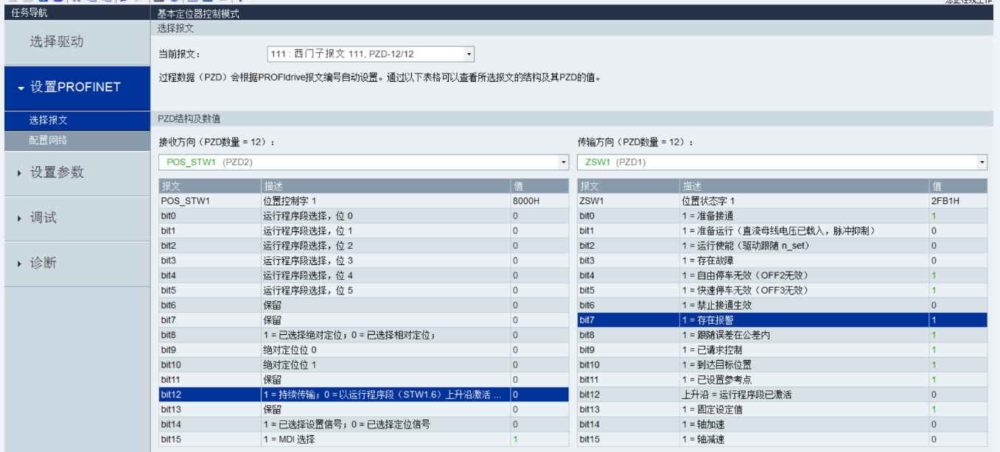 您正在线工作
任务导航
基本定位器控制模式
选择报文
选择驱动
当前报文：
111 : 西门子报文 111, PZD-12/12
过程数据（PZD）会根据PROFIdrive报文编号自动设置。通过以下表格可以查看所选报文的结构及其PZD的值。
设置PROFINET
选择报文
PZD结构及数值
配置网络
接收方向（PZD数量 = 12）:
传输方向（PZD数量 = 12）:
POS_STW1 (PZD2)
ZSW1 (PZD1)
设置参数
调试
诊断
报文 描述 值
POS_STW1 位置控制字 1 8000H
bit0 运行程序段选择，位 0 0
bit1 运行程序段选择，位 1 0
bit2 运行程序段选择，位 2 0
bit3 运行程序段选择，位 3 0
bit4 运行程序段选择，位 4 0
bit5 运行程序段选择，位 5 0
bit6 保留 0
bit7 保留 0
bit8 1 = 已选择绝对定位；0 = 已选择相对定位； 0
bit9 绝对定位位 0 0
bit10 绝对定位位 1 0
bit11 保留 0
bit12 1 = 持续传输；0 = 以运行程序段（STW1.6）上升沿激活 ... 0
bit13 保留 0
bit14 1 = 已选择设置信号；0 = 已选择定位信号 0
bit15 1 = MDI 选择 1
报文 描述 值
ZSW1 位置状态字 1 2FB1H
bit0 1 = 准备接通 1
bit1 1 = 准备运行（直流母线电压已载入，脉冲抑制） 0
bit2 1 = 运行使能（驱动跟随 n_set） 0
bit3 1 = 存在故障 0
bit4 1 = 自由停车无效（OFF2无效） 1
bit5 1 = 快速停车无效（OFF3无效） 1
bit6 1 = 禁止接通生效 0
bit7 1 = 存在报警 1
bit8 1 = 跟随误差在公差内 1
bit9 1 = 已请求控制 1
bit10 1 = 到达目标位置 1
bit11 1 = 已设置参考点 1
bit12 上升沿 = 运行程序段已激活 0
bit13 1 = 固定设定值 1
bit14 1 = 轴加速 0
bit15 1 = 轴减速 0